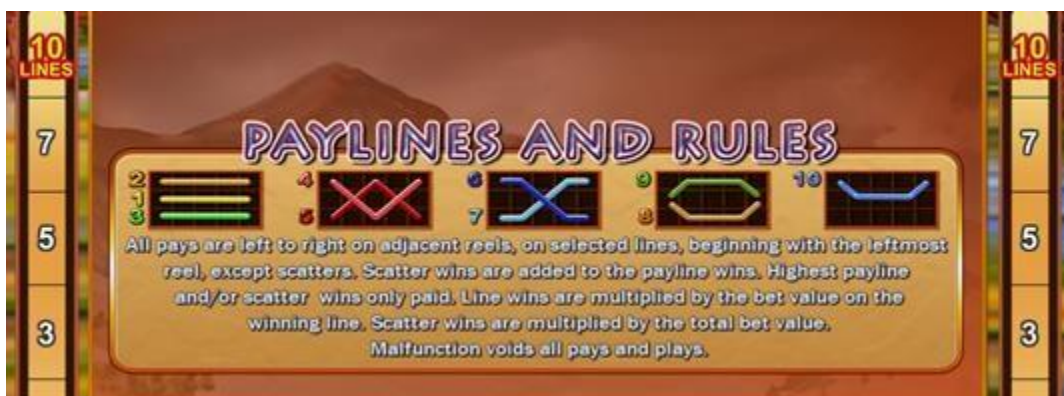 10
LINES
10
LINES
7
7
PAYLINES AND RULES
2
1
3
4
5
6
7
9
8
10
5
5
All pays are left to right on adjacent reels, on selected lines, beginning with the leftmost
reel, except scatters. Scatter wins are added to the payline wins. Highest payline
and/or scatter wins only paid. Line wins are multiplied by the bet value on the
winning line. Scatter wins are multiplied by the total bet value.
Malfunction voids all pays and plays.
3
3